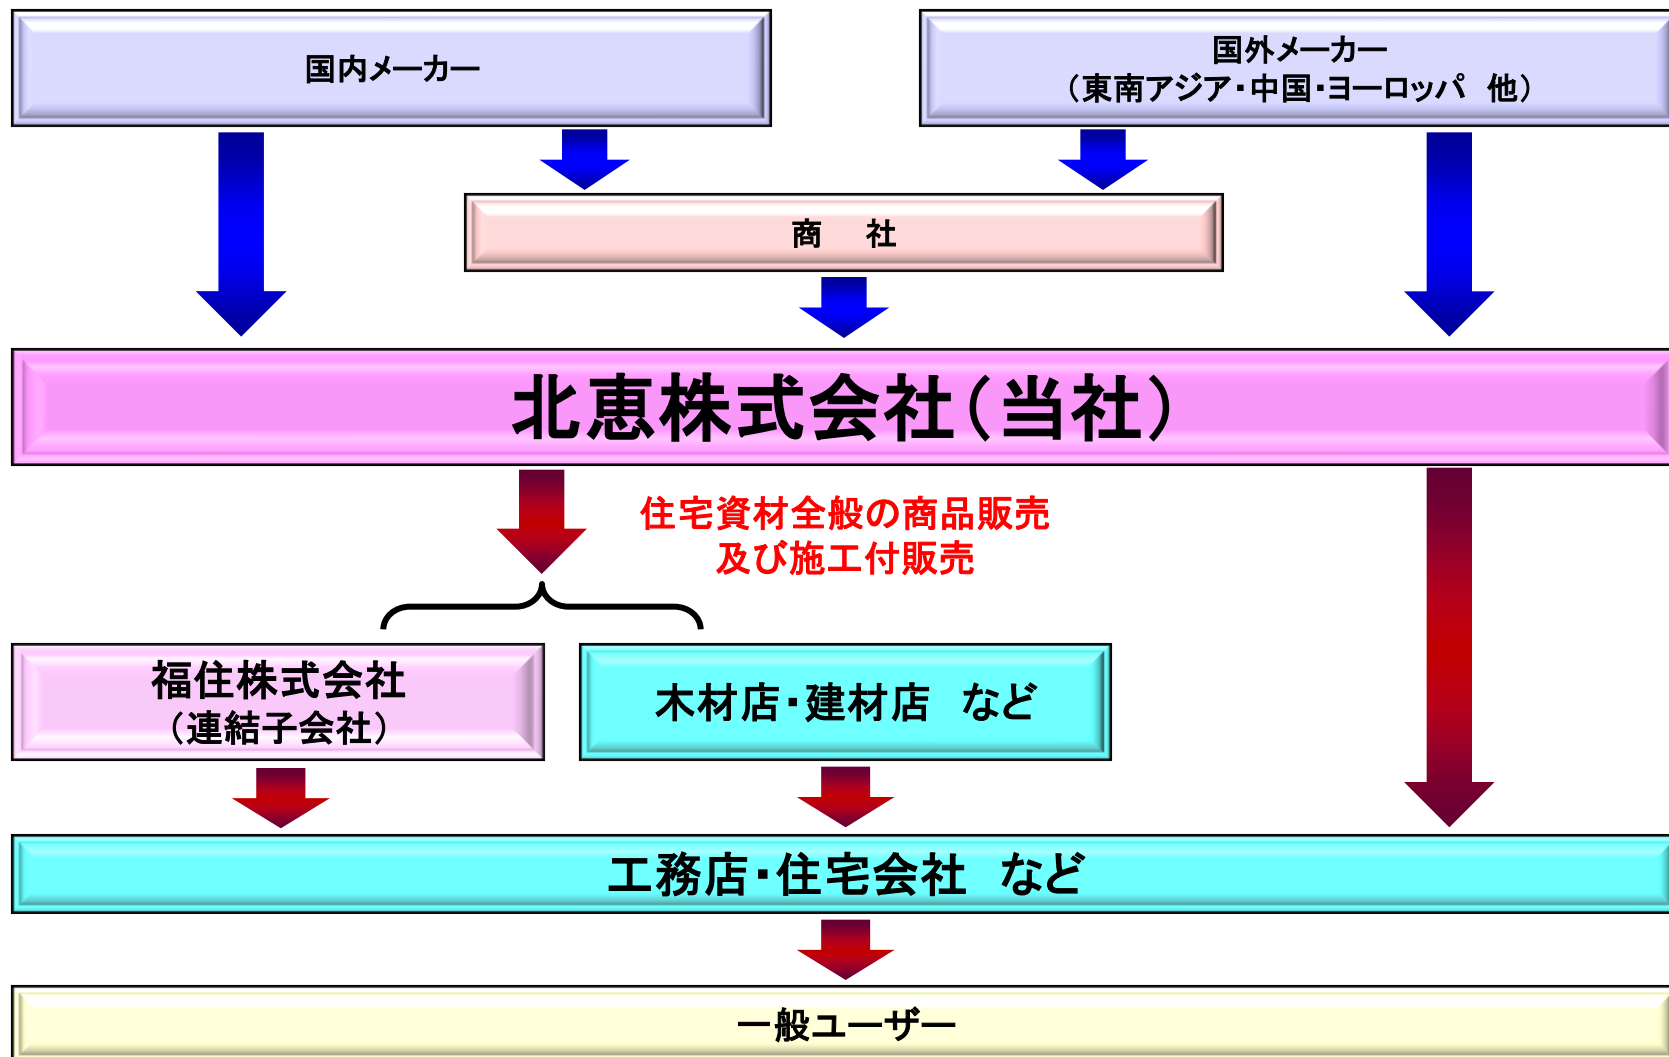 国内メーカー
国外メーカー
（東南アジア・中国・ヨーロッパ　他）
商　社
北恵株式会社（当社）
住宅資材全般の商品販売
及び施工付販売
福住株式会社
（連結子会社）
木材店・建材店　など
工務店・住宅会社　など
一般ユーザー